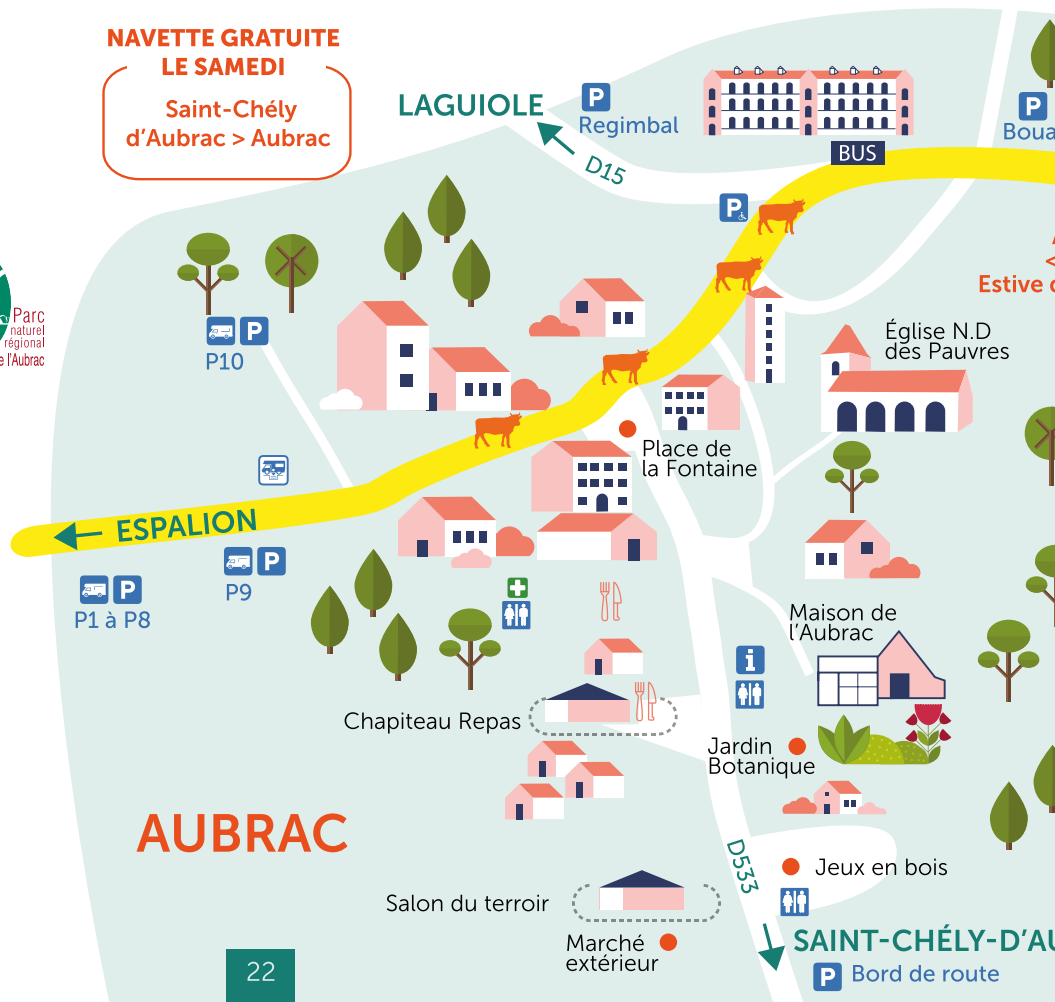 NAVETTE GRATUITE
LE SAMEDI
Saint-Chély
d'Aubrac > Aubrac
LAGUIOLE
P
Regimbal
D15
BUS
P
Boua
P
<
Estive
Parc
naturel
régional
e l'Aubrac
P
P10
Église N.D
des Pauvres
Place de
la Fontaine
ESPALION
P
P9
P
P1 à P8
Maison de
l'Aubrac
i
Chapiteau Repas
Jardin
Botanique
AUBRAC
D533
Jeux en bois
Salon du terroir
Marché
extérieur
SAINT-CHÉLY-D'AU
P
Bord de route
22